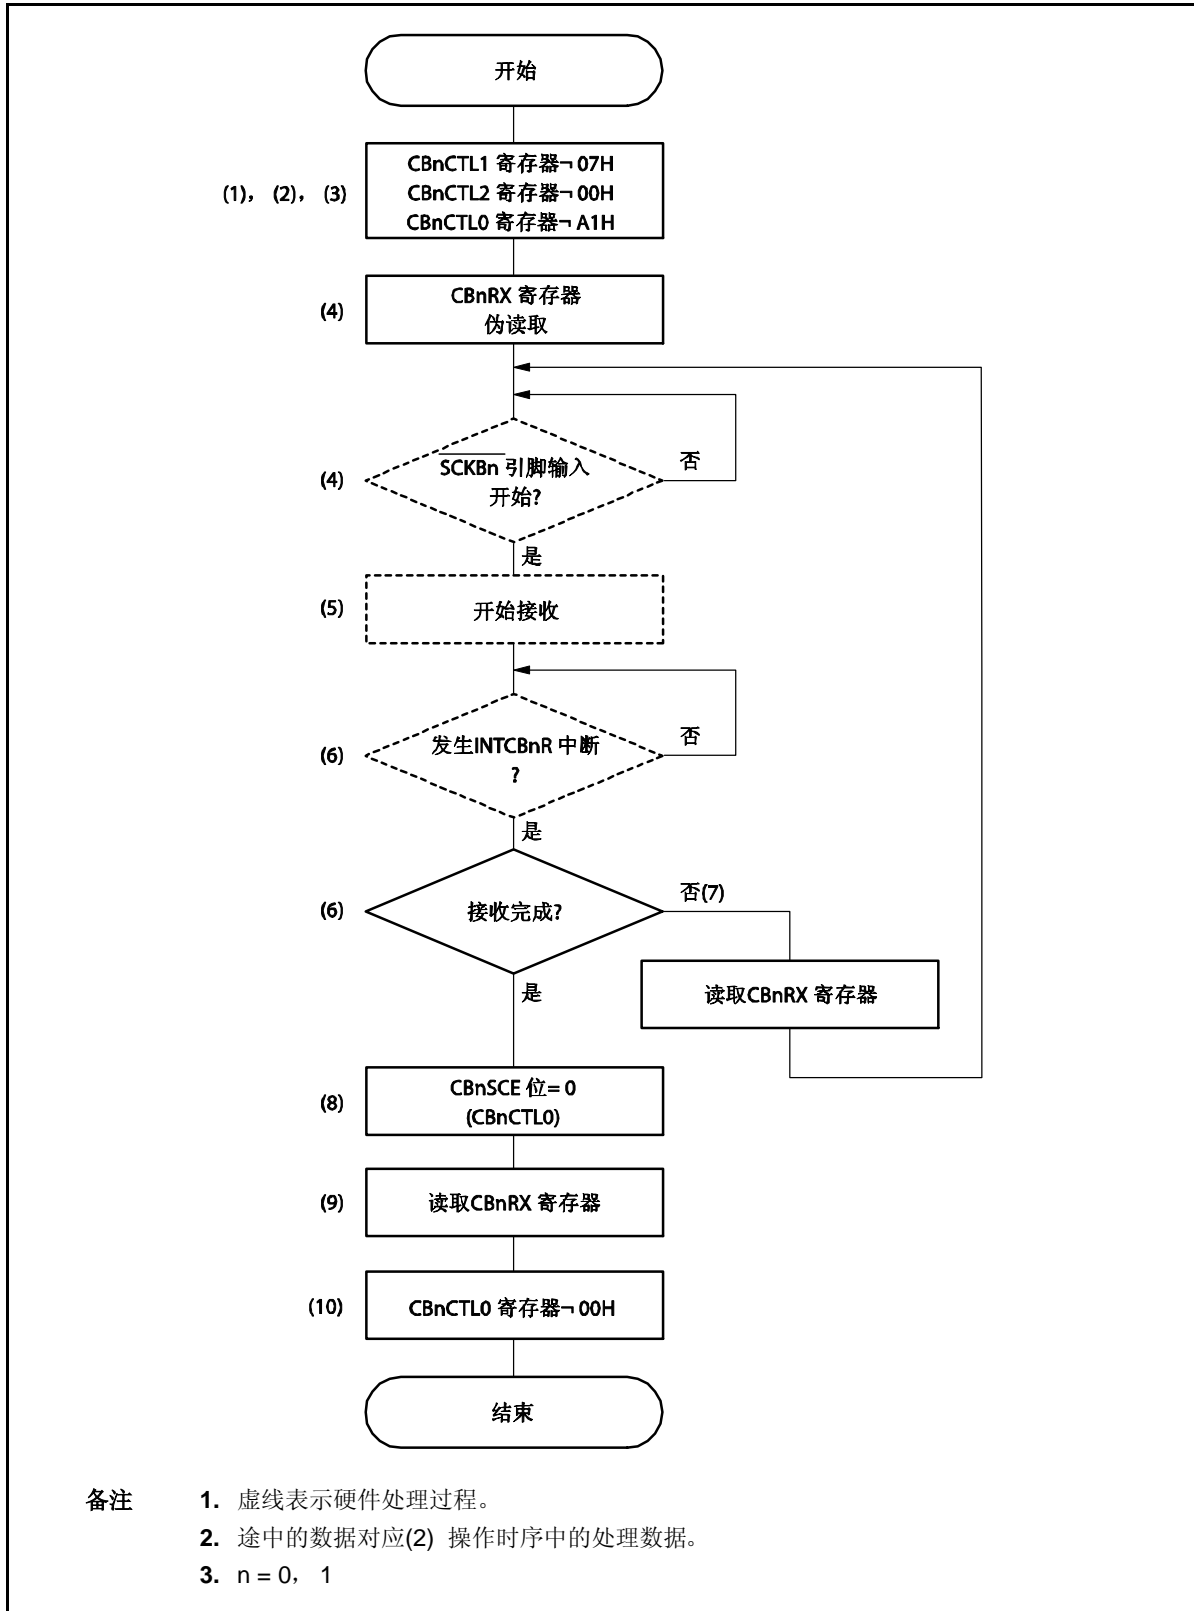 开始
CBnCTL1 寄存器¬ 07H
(1)， (2)， (3)
CBnCTL2 寄存器¬ 00H
CBnCTL0 寄存器¬ A1H
CBnRX 寄存器
(4)
伪读取
SCKBn 引脚输入
否
(4)
开始?
是
(5)
开始接收
发生INTCBnR 中断
否
(6)
?
是
否(7)
(6)
接收完成?
是
读取CBnRX 寄存器
CBnSCE 位= 0
(8)
(CBnCTL0)
(9)
读取CBnRX 寄存器
(10)
CBnCTL0 寄存器¬ 00H
结束
备注 1. 虚线表示硬件处理过程。
2. 途中的数据对应(2) 操作时序中的处理数据。
3. n = 0， 1